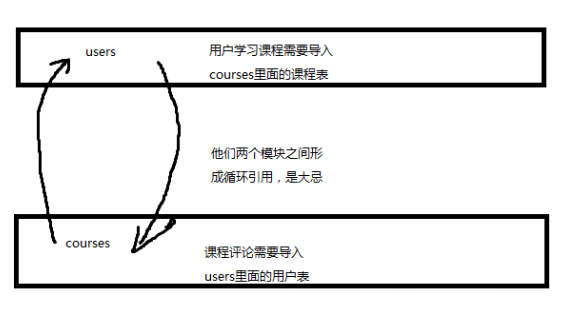 users
用户学习课程需要导入
courses里面的课程表
他们两个模块之间形
成循环引用，是大忌
courses
课程评论需要导入
users里面的用户表